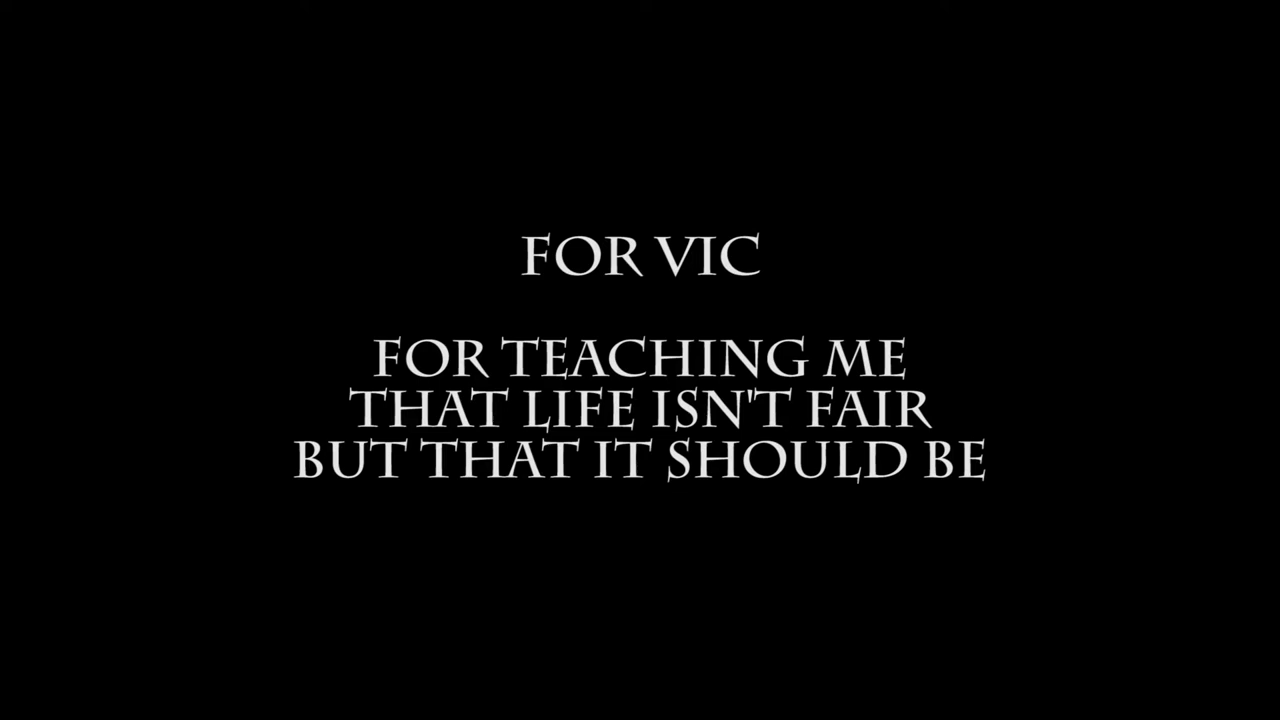 FOR VIC
FOR TEACHING ME
THAT LIFE ISN'T FAIR
BUT THAT IT SHOULD BE